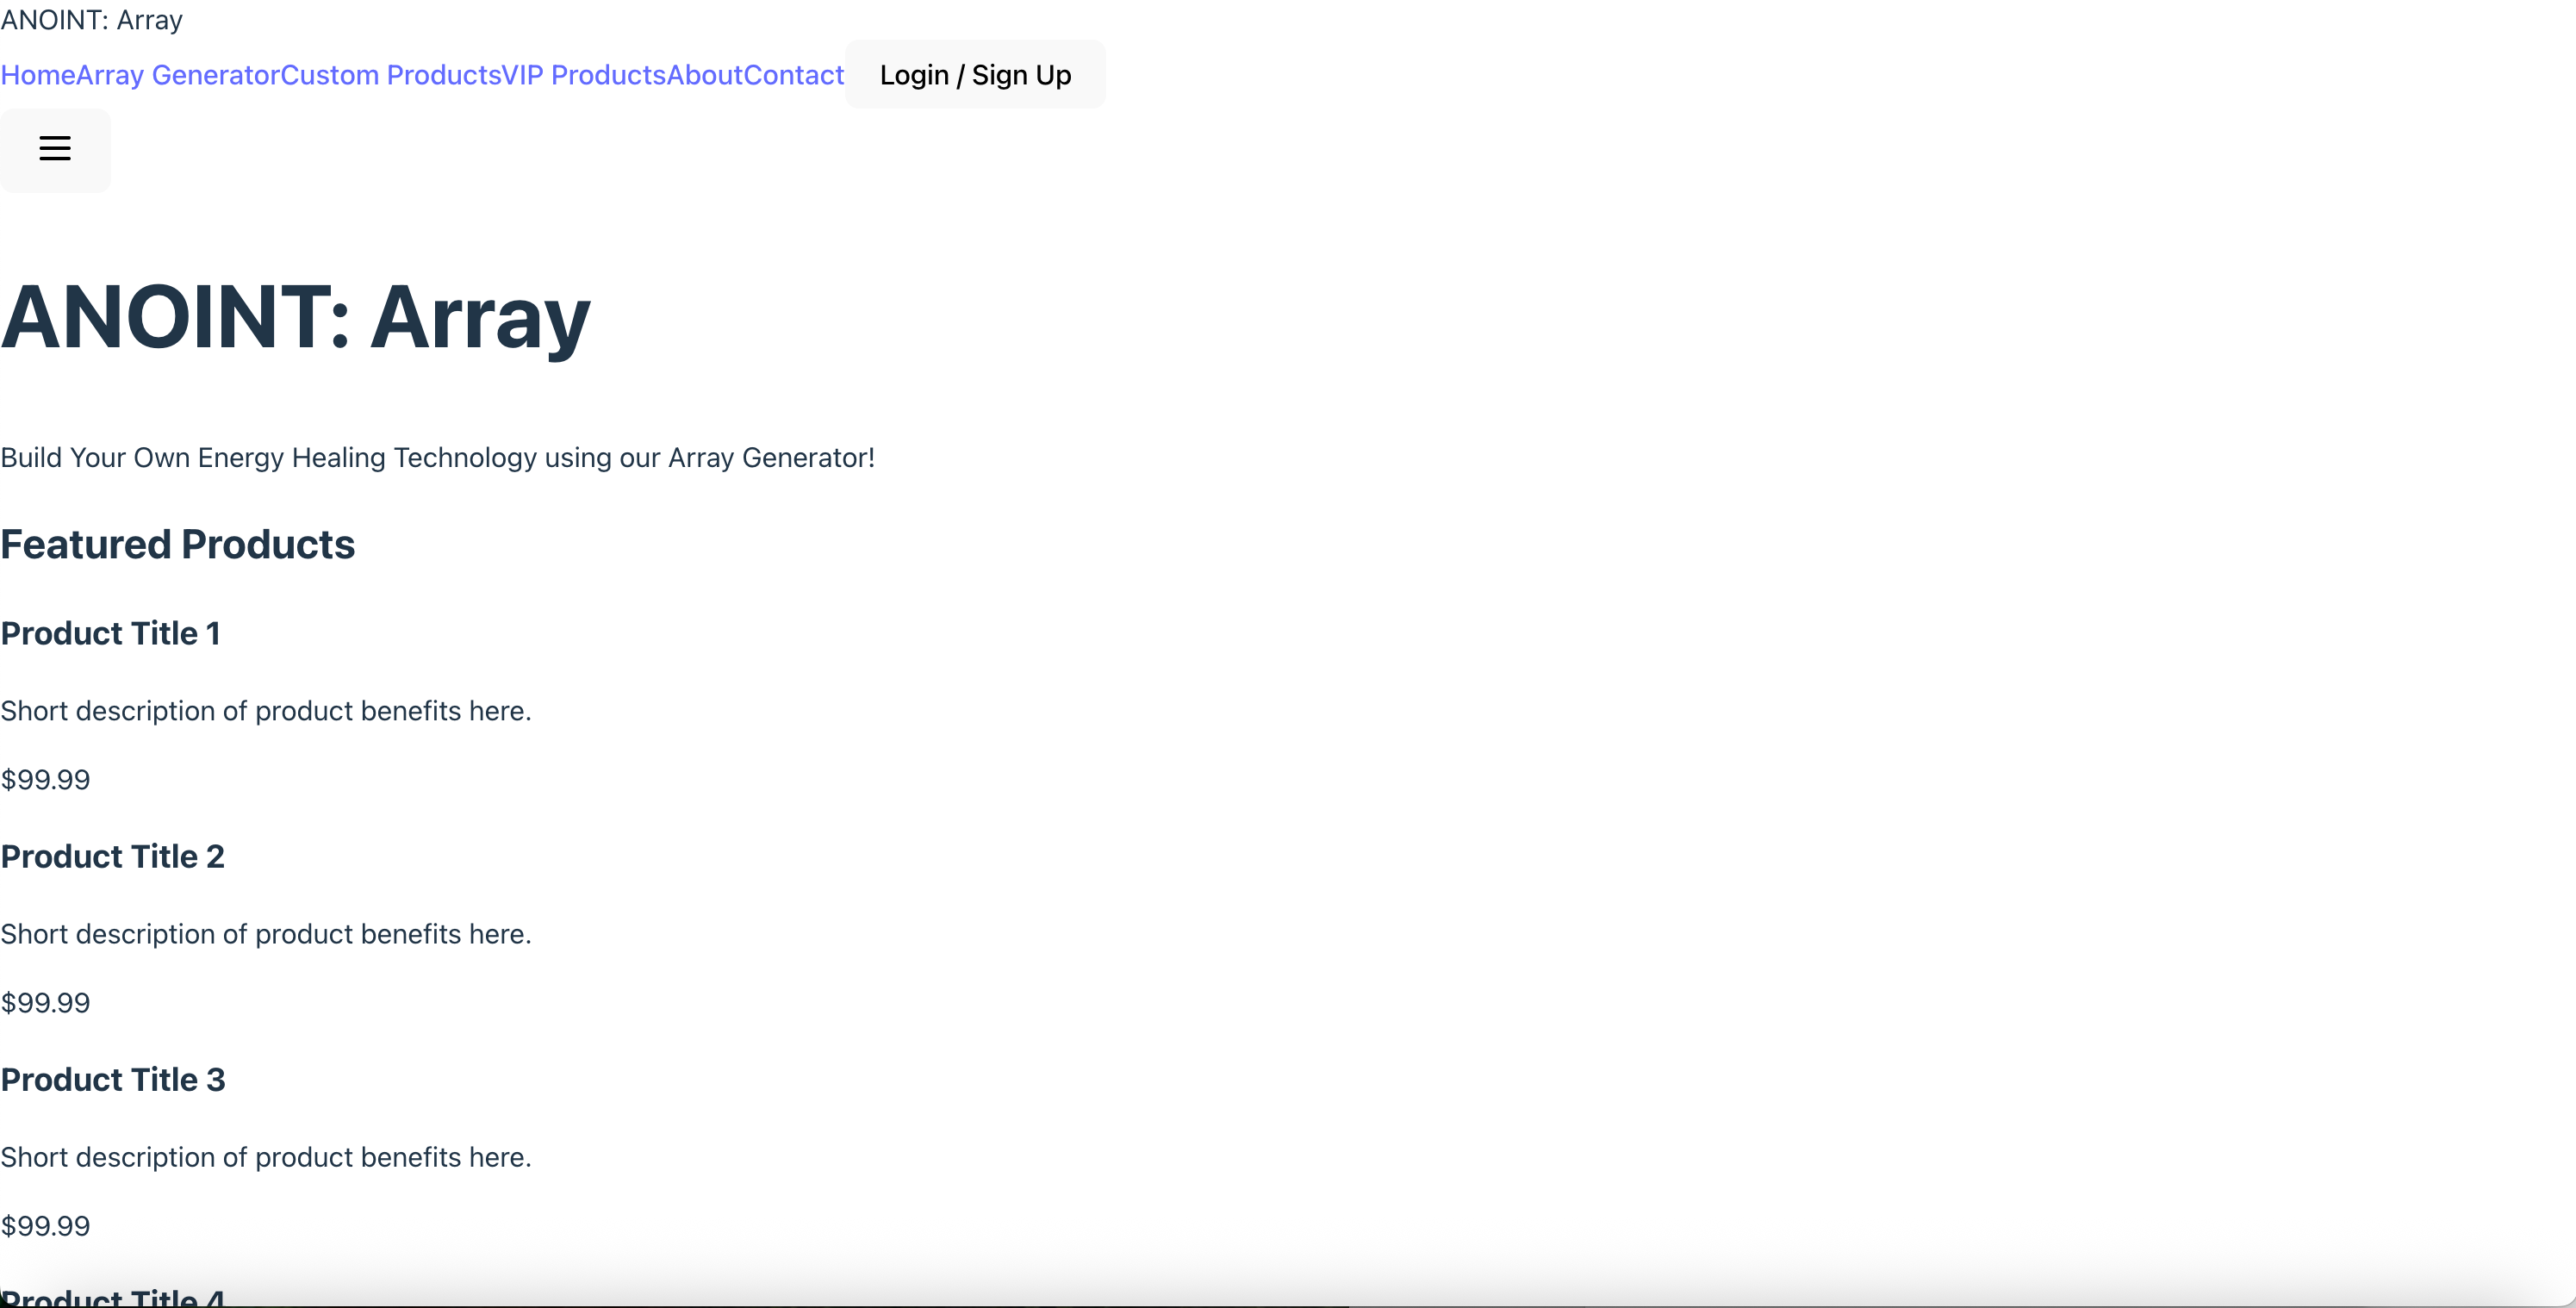 ANOINT: Array
HomeArray GeneratorCustom ProductsVIP ProductsAboutContact Login / Sign Up
ANOINT: Array
Build Your Own Energy Healing Technology using our Array Generator!
Featured Products
Product Title 1
Short description of product benefits here.
$99.99
Product Title 2
Short description of product benefits here.
$99.99
Product Title 3
Short description of product benefits here.
$99.99
Product Title 4